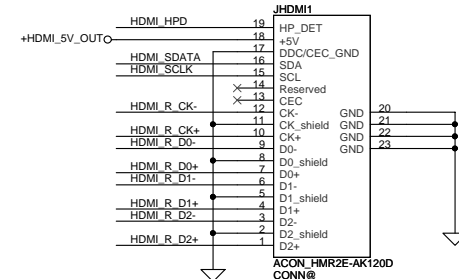 JHDMI1
HDMI_HPD 19 HP_DET
+HDMI_5V_OUT 18 +5V
17 DDC/CEC_GND
HDMI_SDATA 16 SDA
HDMI_SCLK 15 SCL
14 Reserved
13 CEC
HDMI_R_CK- 12 CK- GND 20
11 CK_shield GND 21
HDMI_R_CK+ 10 CK+ GND 22
HDMI_R_D0- 9 D0- GND 23
8 D0_shield
HDMI_R_D0+ 7 D0+
HDMI_R_D1- 6 D1-
5 D1_shield
HDMI_R_D1+ 4 D1+
HDMI_R_D2- 3 D2-
2 D2_shield
HDMI_R_D2+ 1 D2+
ACON_HMR2E-AK120D
CONN@